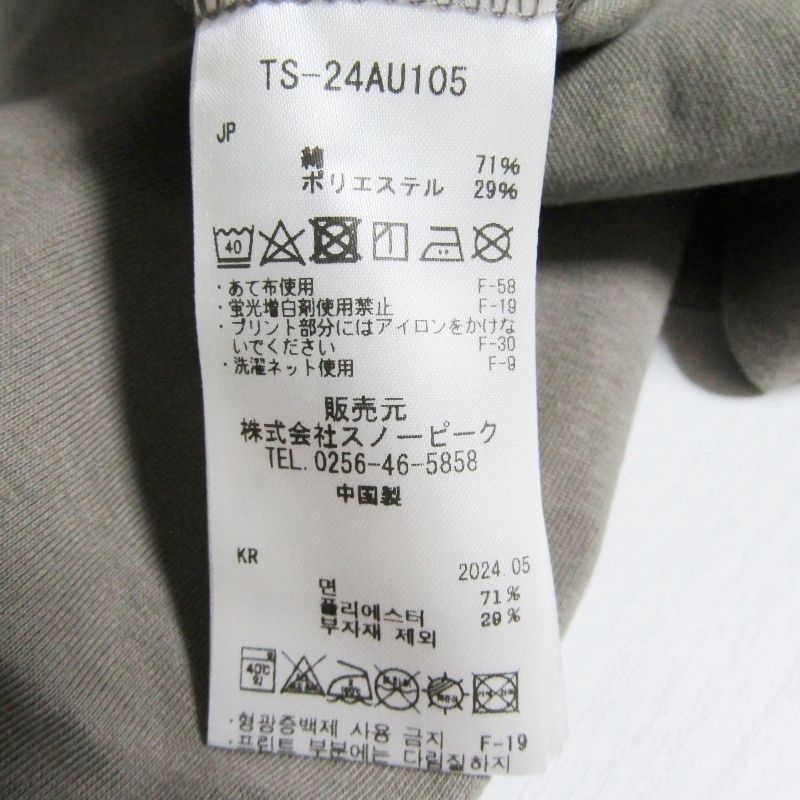 TS-24AU105
JP
綿 71%
ポリエステル 29%
40
・あて布使用 F-58
・蛍光増白剤使用禁止 F-19
・プリント部分にはアイロンをかけな
いでください F-30
・洗濯ネット使用 F-9
販売元
株式会社スノーピーク
TEL. 0256-46-5858
中国製
KR
2024.05
면 71%
폴리에스터 29%
부자재 제외
40℃
·형광증백제 사용 금지 F-19
·프린트 부분에는 다림질하지